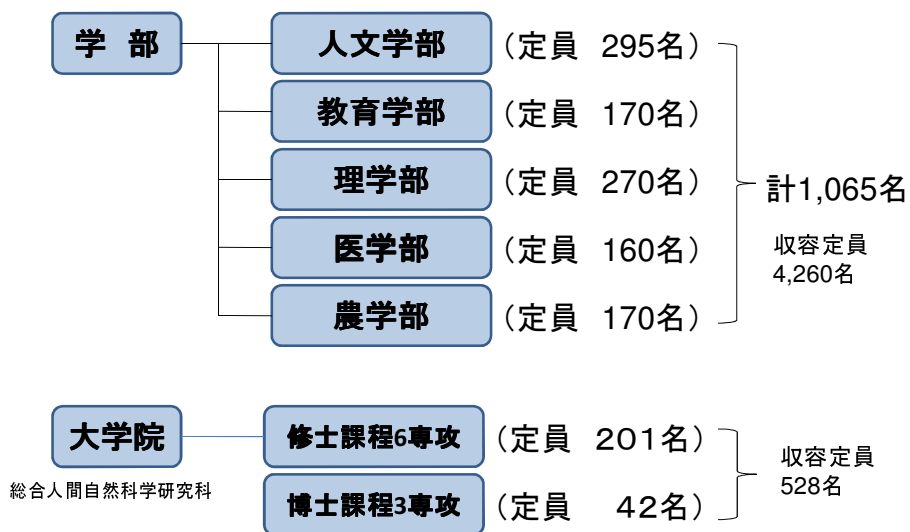 学 部
人文学部 (定員 295名)
教育学部 (定員 170名)
理学部 (定員 270名)
計1,065名
医学部 (定員 160名)
収容定員
4,260名
農学部 (定員 170名)
大学院
修士課程6専攻 (定員 201名)
収容定員
528名
総合人間自然科学研究科
博士課程3専攻 (定員 42名)